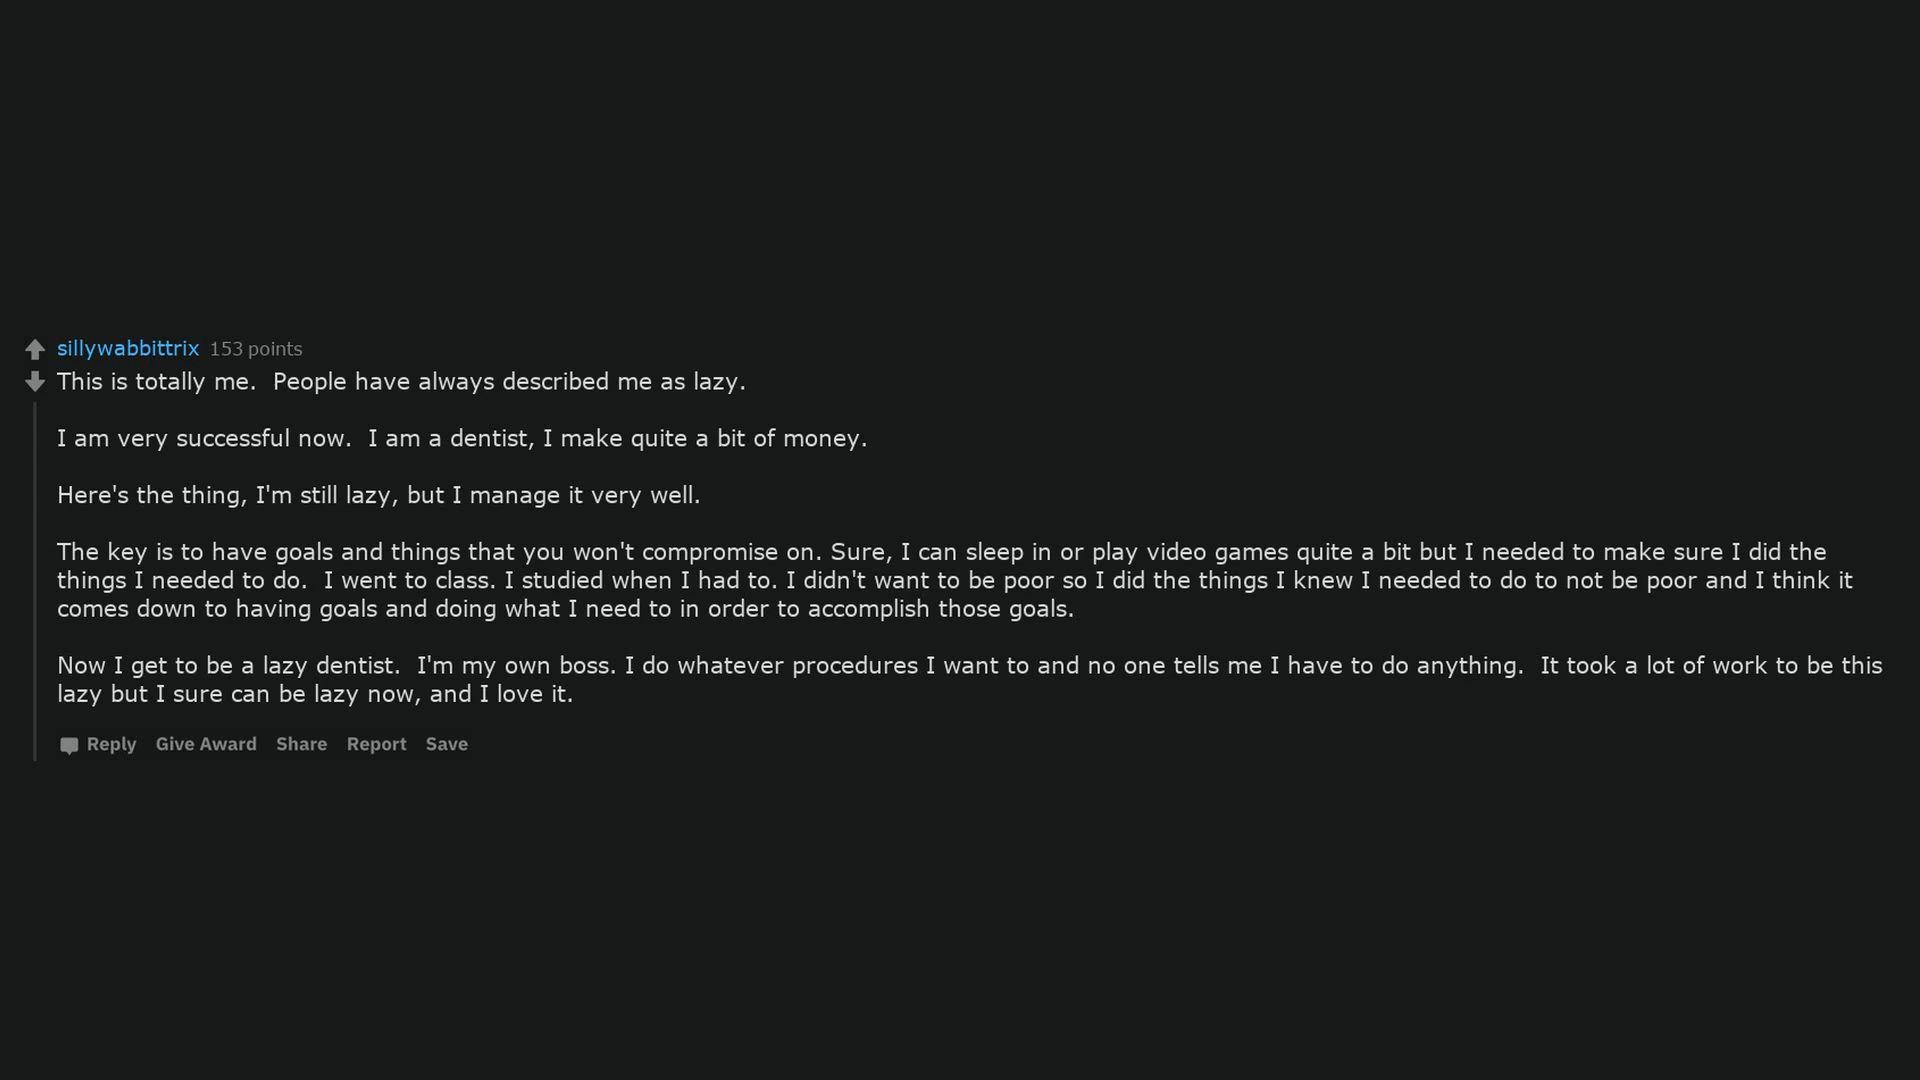 sillywabbittrix 153 points
This is totally me.  People have always described me as lazy.
I am very successful now.  I am a dentist, I make quite a bit of money.
Here's the thing, I'm still lazy, but I manage it very well.
The key is to have goals and things that you won't compromise on. Sure, I can sleep in or play video games quite a bit but I needed to make sure I did the
things I needed to do.  I went to class. I studied when I had to. I didn't want to be poor so I did the things I knew I needed to do to not be poor and I think it
comes down to having goals and doing what I need to in order to accomplish those goals.
Now I get to be a lazy dentist.  I'm my own boss. I do whatever procedures I want to and no one tells me I have to do anything.  It took a lot of work to be this
lazy but I sure can be lazy now, and I love it.
Reply Give Award Share Report Save